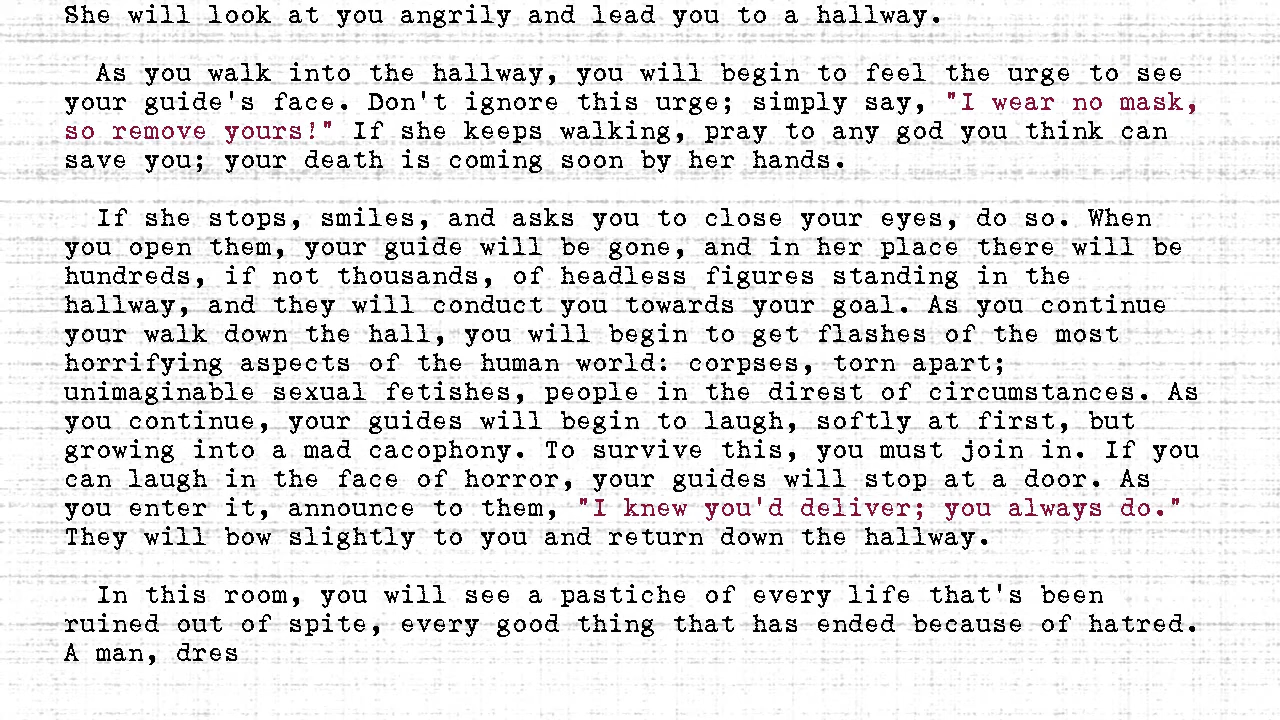 She will look at you angrily and lead you to a hallway.
As you walk into the hallway, you will begin to feel the urge to see
your guide's face. Don't ignore this urge; simply say, "I wear no mask,
so remove yours!" If she keeps walking, pray to any god you think can
save you; your death is coming soon by her hands.
If she stops, smiles, and asks you to close your eyes, do so. When
you open them, your guide will be gone, and in her place there will be
hundreds, if not thousands, of headless figures standing in the
hallway, and they will conduct you towards your goal. As you continue
your walk down the hall, you will begin to get flashes of the most
horrifying aspects of the human world: corpses, torn apart;
unimaginable sexual fetishes, people in the direst of circumstances. As
you continue, your guides will begin to laugh, softly at first, but
growing into a mad cacophony. To survive this, you must join in. If you
can laugh in the face of horror, your guides will stop at a door. As
you enter it, announce to them, "I knew you'd deliver; you always do."
They will bow slightly to you and return down the hallway.
In this room, you will see a pastiche of every life that's been
ruined out of spite, every good thing that has ended because of hatred.
A man, dres